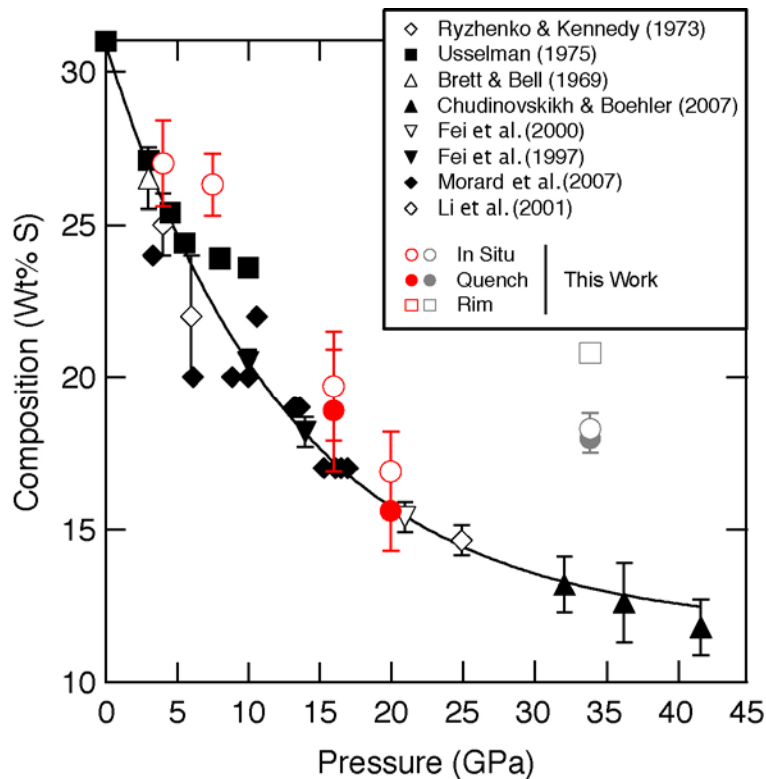 Ryzhenko & Kennedy (1973)
Usselman (1975)
Brett & Bell (1969)
Chudinovskikh & Boehler (2007)
Fei et al. (2000)
Fei et al. (1997)
Morard et al. (2007)
Li et al. (2001)
In Situ
Quench
This Work
Rim
30
25
20
15
10
Composition (Wt% S)
0 5 10 15 20 25 30 35 40 45
Pressure (GPa)